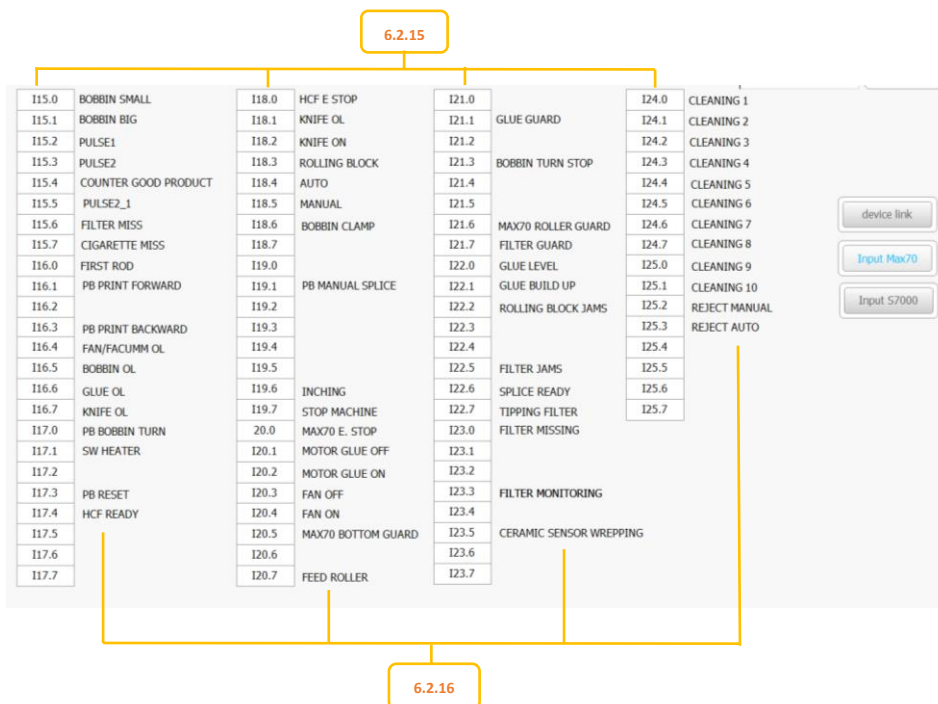 6.2.15
I15.0 BOBBIN SMALL
I15.1 BOBBIN BIG
I15.2 PULSE1
I15.3 PULSE2
I15.4 COUNTER GOOD PRODUCT
I15.5 PULSE2_1
I15.6 FILTER MISS
I15.7 CIGARETTE MISS
I16.0 FIRST ROD
I16.1 PB PRINT FORWARD
I16.2
I16.3 PB PRINT BACKWARD
I16.4 FAN/FACUMM OL
I16.5 BOBBIN OL
I16.6 GLUE OL
I16.7 KNIFE OL
I17.0 PB BOBBIN TURN
I17.1 SW HEATER
I17.2
I17.3 PB RESET
I17.4 HCF READY
I17.5
I17.6
I17.7
I18.0 HCF E STOP
I18.1 KNIFE OL
I18.2 KNIFE ON
I18.3 ROLLING BLOCK
I18.4 AUTO
I18.5 MANUAL
I18.6 BOBBIN CLAMP
I18.7
I19.0
I19.1 PB MANUAL SPLICE
I19.2
I19.3
I19.4
I19.5
I19.6 INCHING
I19.7 STOP MACHINE
20.0 MAX70 E. STOP
I20.1 MOTOR GLUE OFF
I20.2 MOTOR GLUE ON
I20.3 FAN OFF
I20.4 FAN ON
I20.5 MAX70 BOTTOM GUARD
I20.6
I20.7 FEED ROLLER
I21.0
I21.1 GLUE GUARD
I21.2
I21.3 BOBBIN TURN STOP
I21.4
I21.5
I21.6 MAX70 ROLLER GUARD
I21.7 FILTER GUARD
I22.0 GLUE LEVEL
I22.1 GLUE BUILD UP
I22.2 ROLLING BLOCK JAMS
I22.3
I22.4
I22.5 FILTER JAMS
I22.6 SPLICE READY
I22.7 TIPPING FILTER
I23.0 FILTER MISSING
I23.1
I23.2
I23.3 FILTER MONITORING
I23.4
I23.5 CERAMIC SENSOR WREPPING
I23.6
I23.7
I24.0 CLEANING 1
I24.1 CLEANING 2
I24.2 CLEANING 3
I24.3 CLEANING 4
I24.4 CLEANING 5
I24.5 CLEANING 6
I24.6 CLEANING 7
I24.7 CLEANING 8
I25.0 CLEANING 9
I25.1 CLEANING 10
I25.2 REJECT MANUAL
I25.3 REJECT AUTO
I25.4
I25.5
I25.6
I25.7
device link
Input Max70
Input S7000
6.2.16